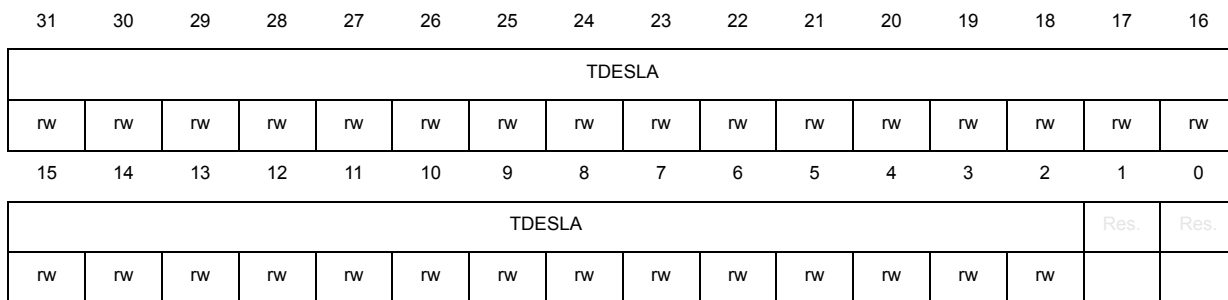 31 30 29 28 27 26 25 24 23 22 21 20 19 18 17 16
TDESLA
rw rw rw rw rw rw rw rw rw rw rw rw rw rw rw rw
15 14 13 12 11 10 9 8 7 6 5 4 3 2 1 0
TDESLA Res. Res.
rw rw rw rw rw rw rw rw rw rw rw rw rw rw